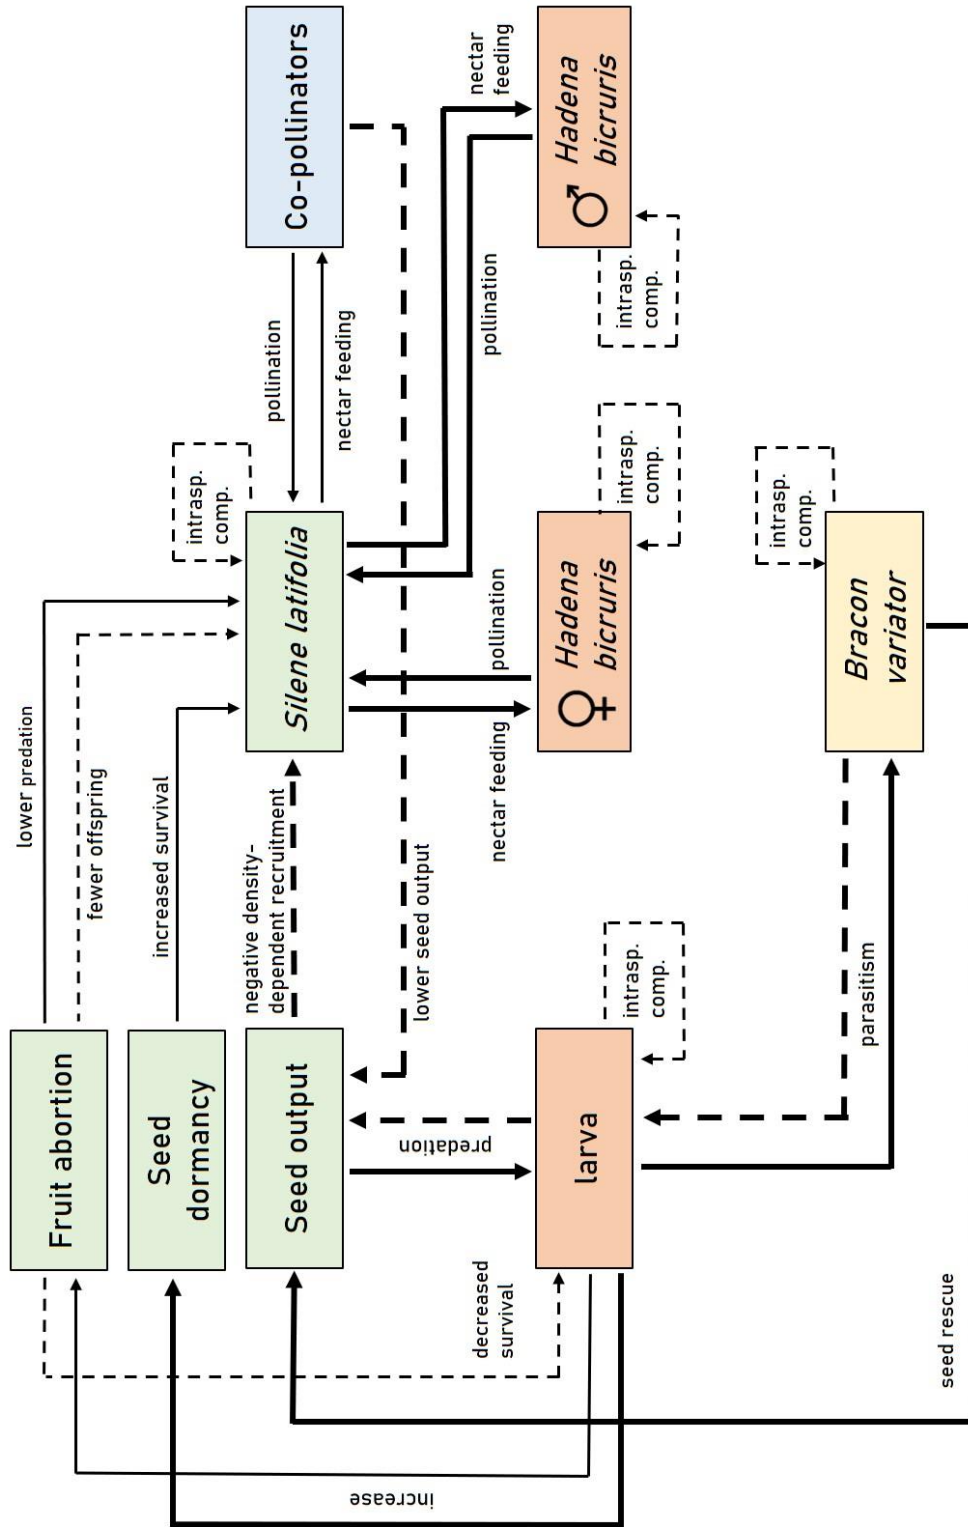 Fruit abortion
Seed
dormancy
Seed output
larva
increase
decreased
survival
predation
lower predation
fewer offspring
increased survival
negative density-
dependent recruitment
lower seed output
Silene latifolia
intrasp.
comp.
pollination
nectar feeding
Co-pollinators
nectar feeding
pollination
♀ Hadena
bicruris
intrasp.
comp.
pollination
nectar
feeding
♂ Hadena
bicruris
intrasp.
comp.
intrasp.
comp.
parasitism
Bracon
variator
intrasp.
comp.
seed rescue